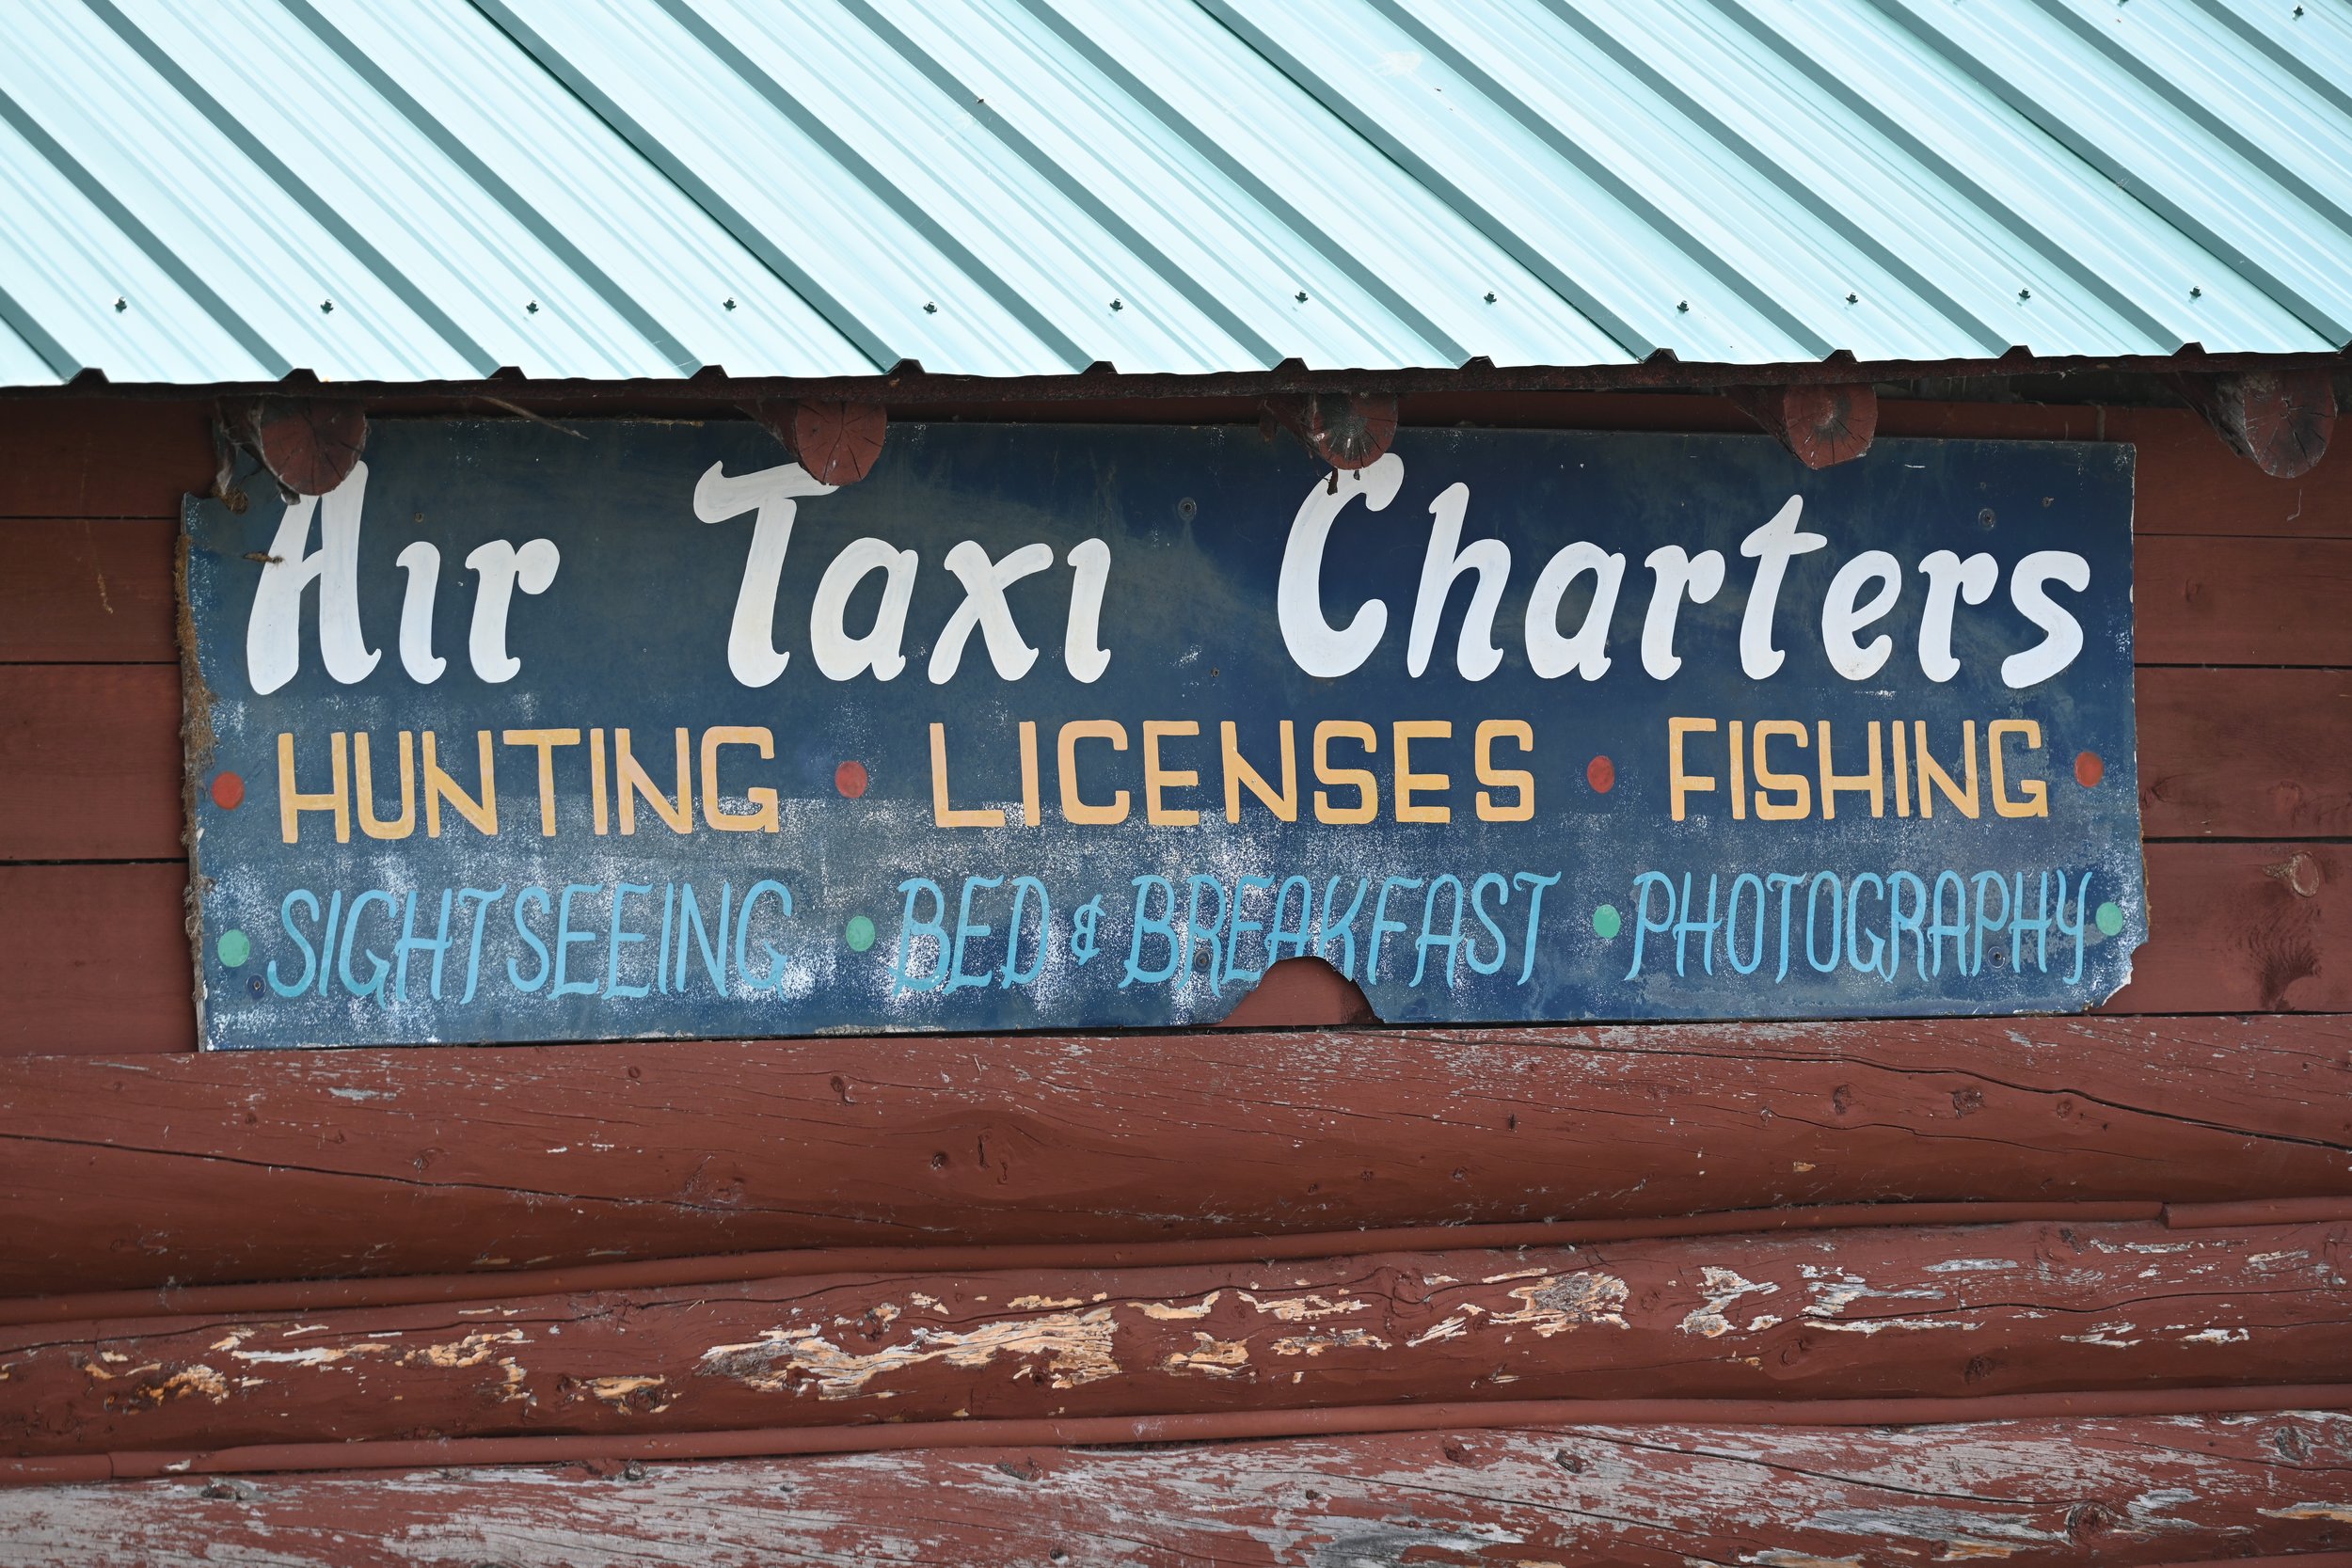 Air Taxi Charters
• HUNTING • LICENSES • FISHING •
• SIGHTSEEING • BED & BREAKFAST • PHOTOGRAPHY •